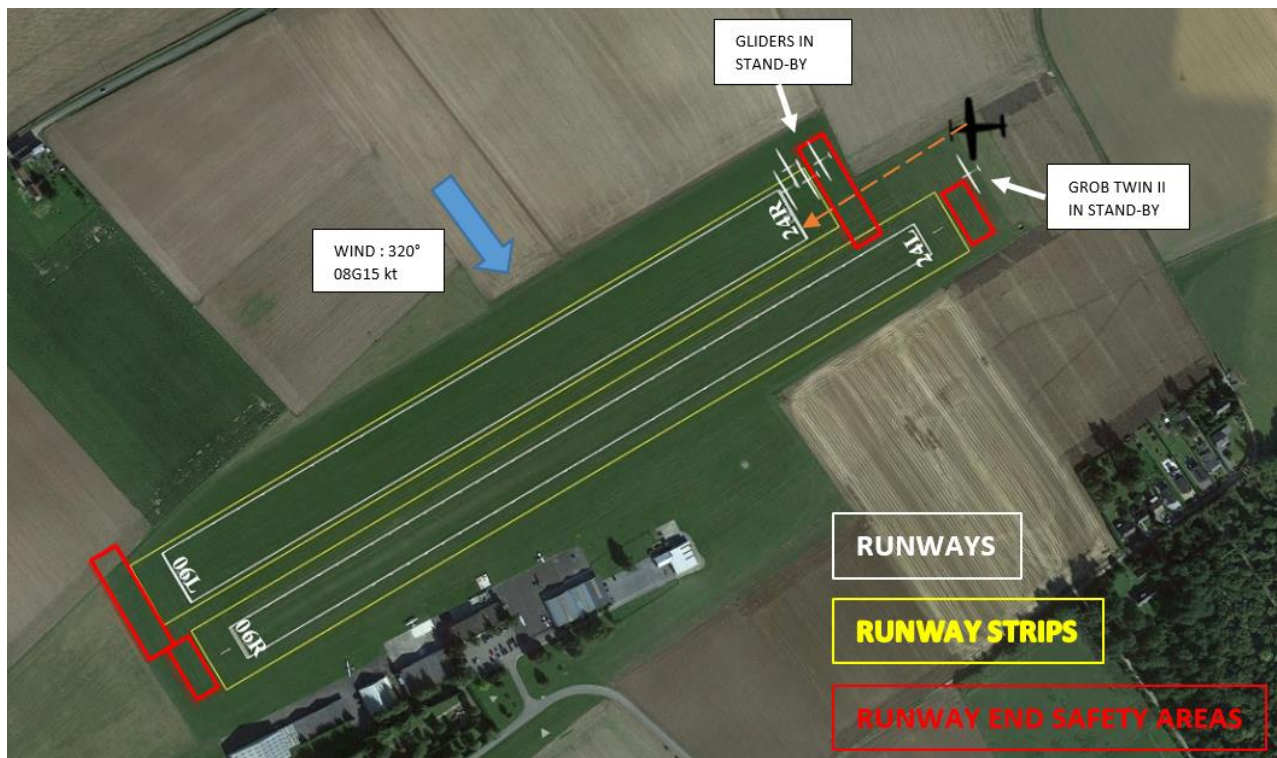 GLIDERS IN
STAND-BY
GROB TWIN II
IN STAND-BY
WIND : 320°
08G15 kt
24R
24L
06L
06R
RUNWAYS
RUNWAY STRIPS
RUNWAY END SAFETY AREAS